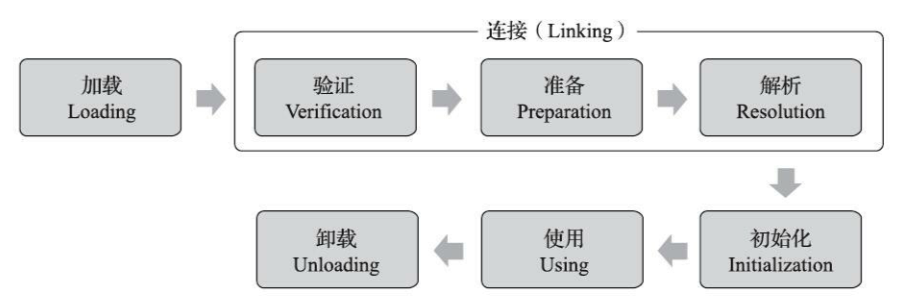 连接（Linking）
加载
Loading
验证
Verification
准备
Preparation
解析
Resolution
初始化
Initialization
使用
Using
卸载
Unloading